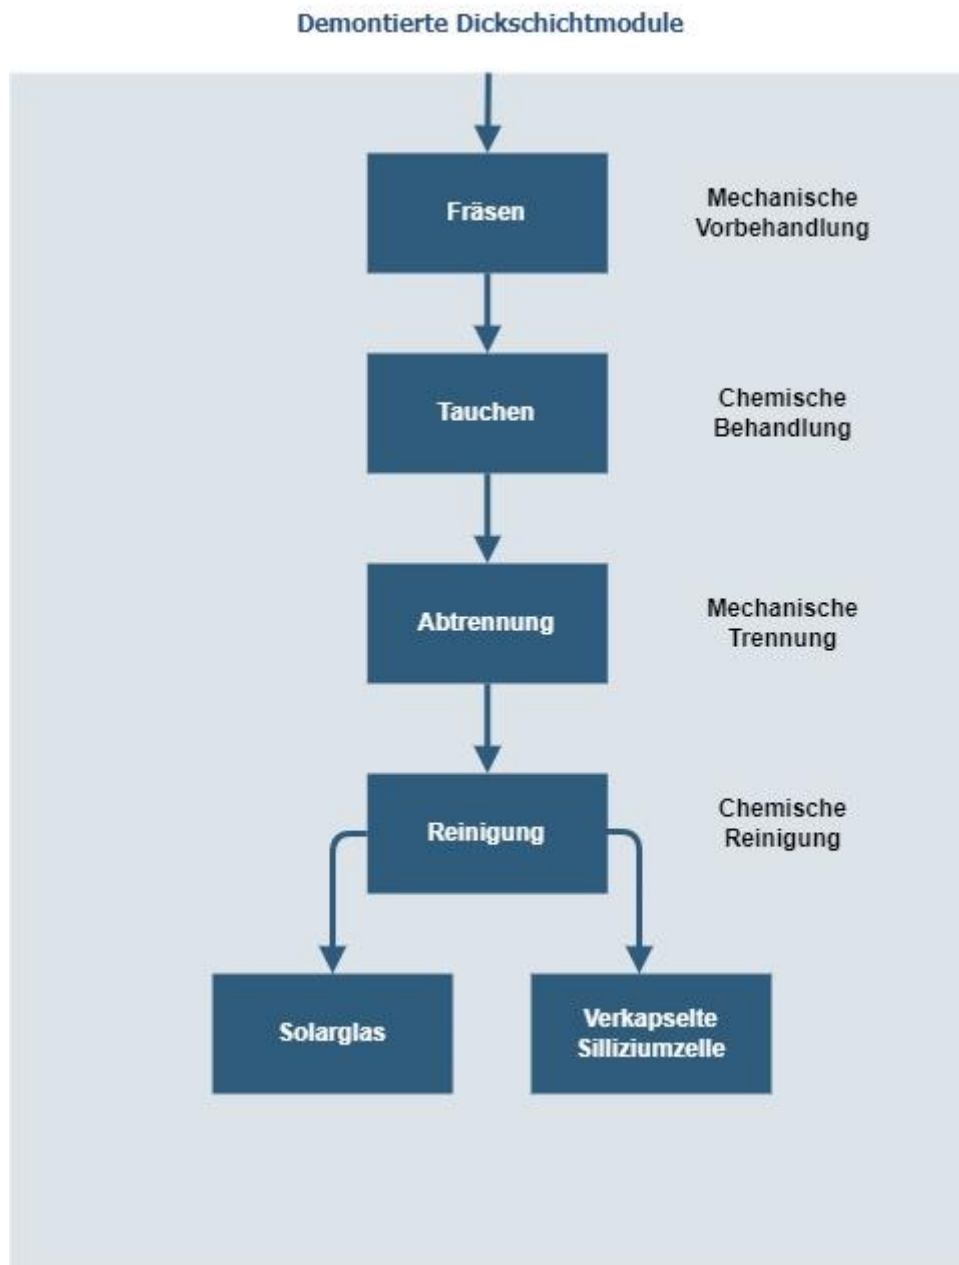 Demontierte Dickschichtmodule
Fräsen
Mechanische
Vorbehandlung
Tauchen
Chemische
Behandlung
Abtrennung
Mechanische
Trennung
Reinigung
Chemische
Reinigung
Solarglas
Verkapselte
Silliziumzelle